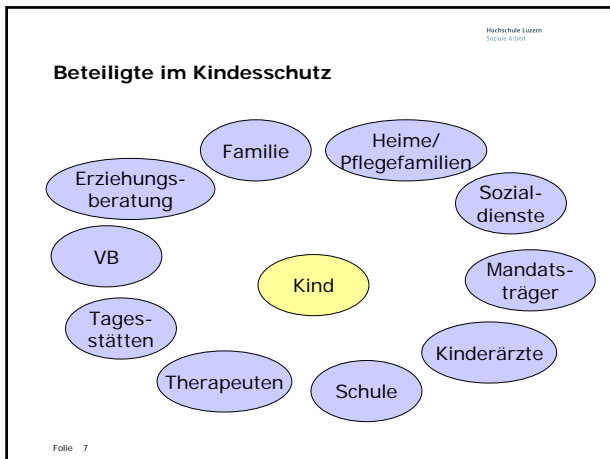 Hochschule Luzern
Soziale Arbeit
Beteiligte im Kindesschutz
Familie
Heime/
Pflegefamilien
Erziehungs-
beratung
Sozial-
dienste
VB
Kind
Mandats-
träger
Tages-
stätten
Kinderärzte
Therapeuten
Schule
Folie 7